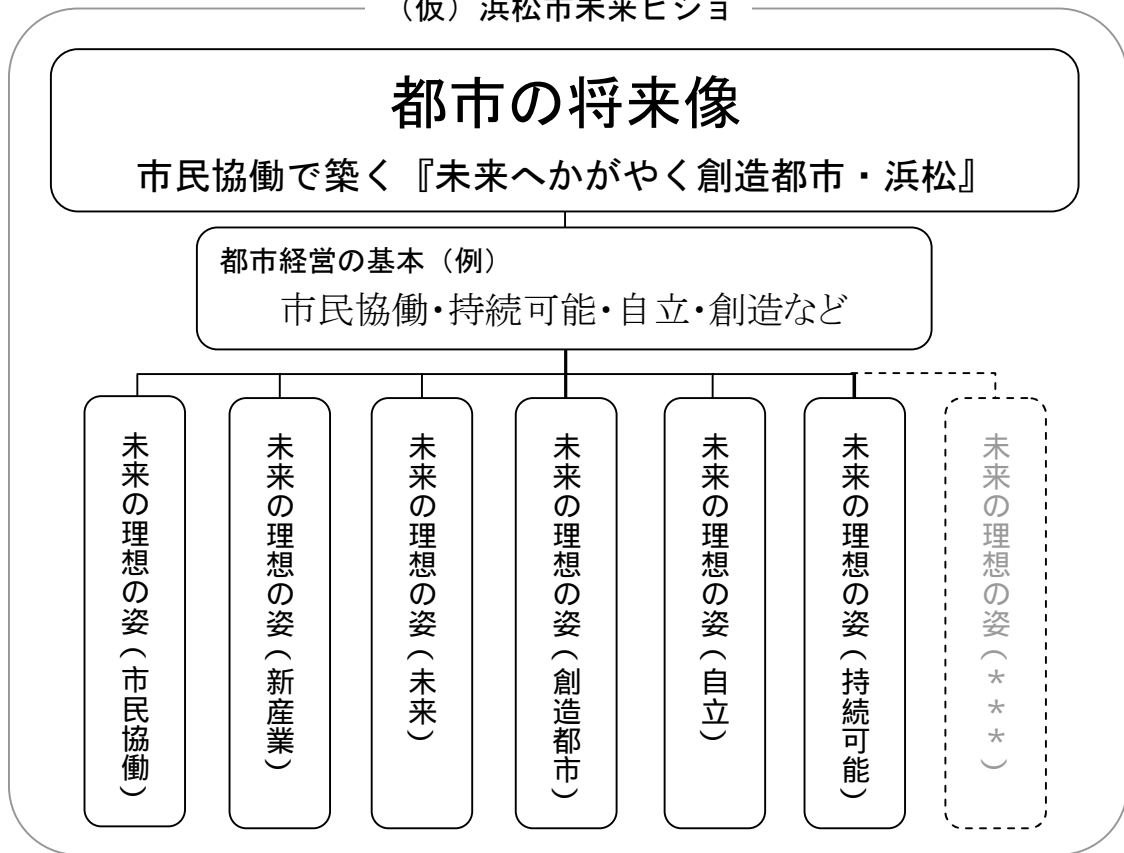 （仮）浜松市未来ビジョ
都市の将来像
市民協働で築く『未来へかがやく創造都市・浜松』
都市経営の基本（例）
市民協働・持続可能・自立・創造など
未来の理想の姿（市民協働）
未来の理想の姿（新産業）
未来の理想の姿（未来）
未来の理想の姿（創造都市）
未来の理想の姿（自立）
未来の理想の姿（持続可能）
未来の理想の姿（＊＊＊）